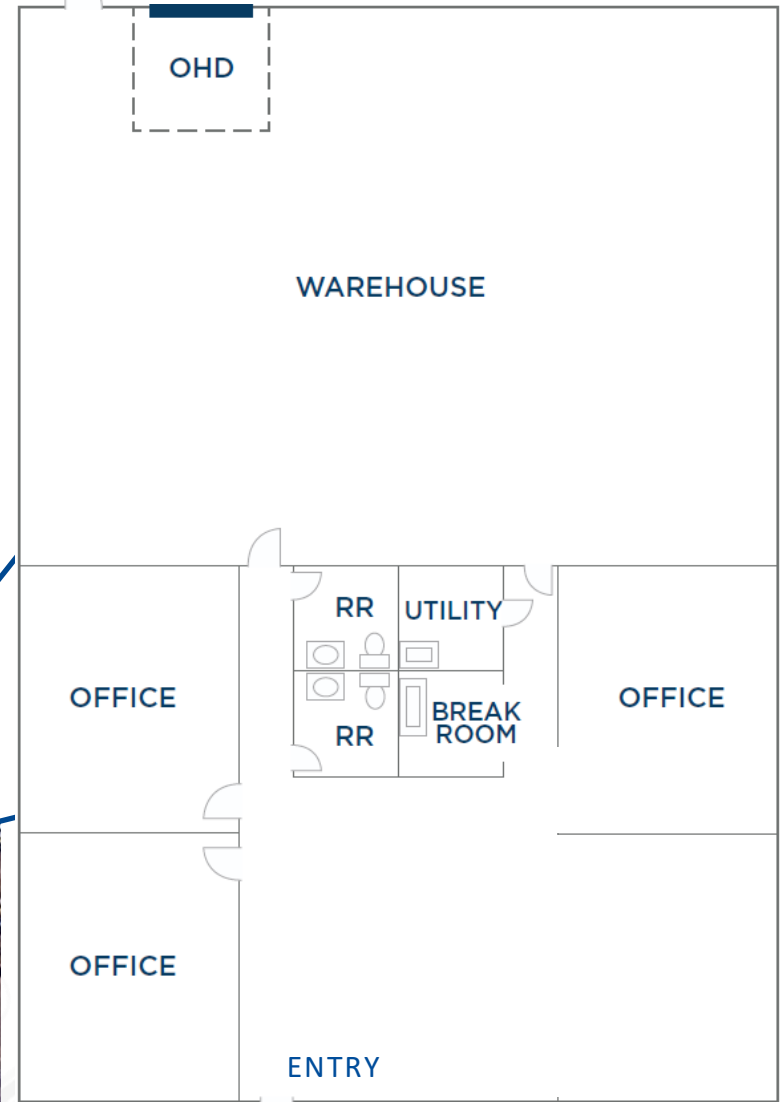 OHD
WAREHOUSE
RR
UTILITY
OFFICE
OFFICE
BREAK
ROOM
RR
OFFICE
ENTRY